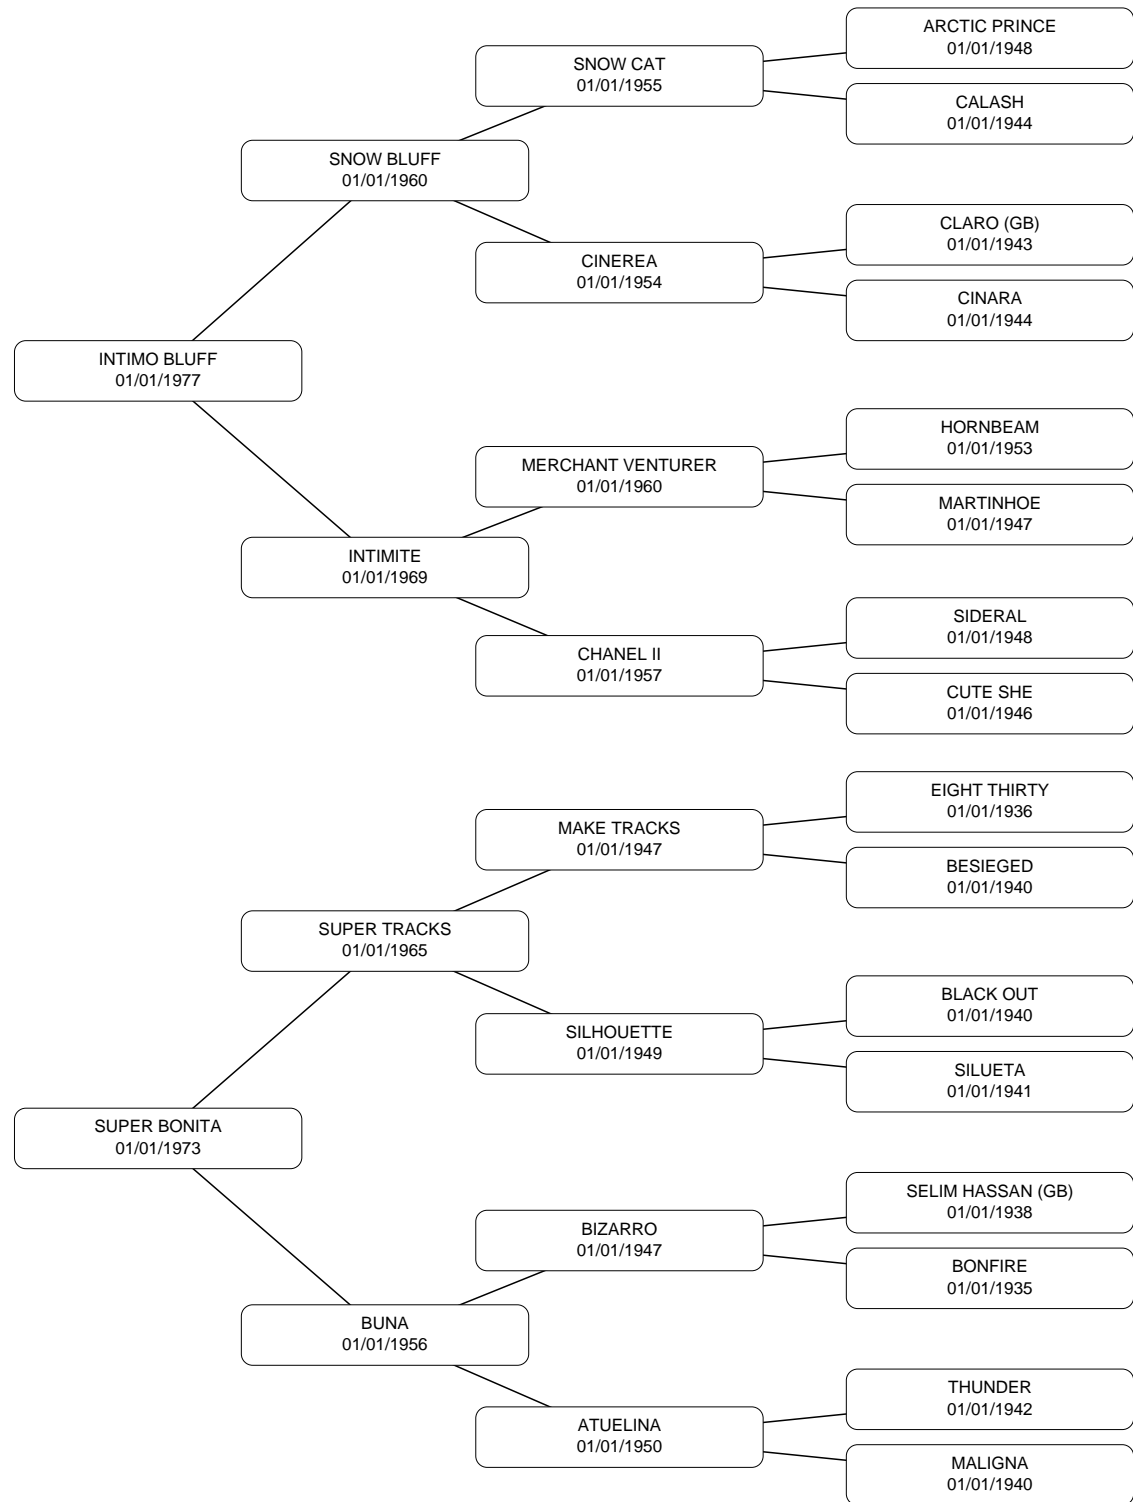 ARCTIC PRINCE
01/01/1948
SNOW CAT
01/01/1955
CALASH
01/01/1944
SNOW BLUFF
01/01/1960
CLARO (GB)
01/01/1943
CINEREA
01/01/1954
CINARA
01/01/1944
INTIMO BLUFF
01/01/1977
HORNBEAM
01/01/1953
MERCHANT VENTURER
01/01/1960
MARTINHOE
01/01/1947
INTIMITE
01/01/1969
SIDERAL
01/01/1948
CHANEL II
01/01/1957
CUTE SHE
01/01/1946
EIGHT THIRTY
01/01/1936
MAKE TRACKS
01/01/1947
BESIEGED
01/01/1940
SUPER TRACKS
01/01/1965
BLACK OUT
01/01/1940
SILHOUETTE
01/01/1949
SILUETA
01/01/1941
SUPER BONITA
01/01/1973
SELIM HASSAN (GB)
01/01/1938
BIZARRO
01/01/1947
BONFIRE
01/01/1935
BUNA
01/01/1956
THUNDER
01/01/1942
ATUELINA
01/01/1950
MALIGNA
01/01/1940